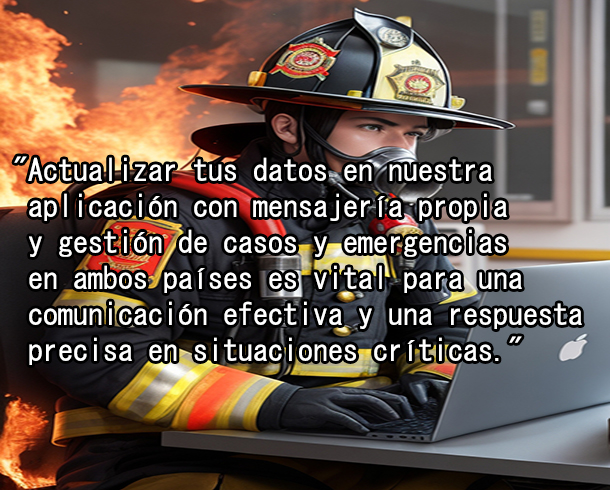 "Actualizar tus datos en nuestra
aplicación con mensajería propia
y gestión de casos y emergencias
en ambos países es vital para una
comunicación efectiva y una respuesta
precisa en situaciones críticas."